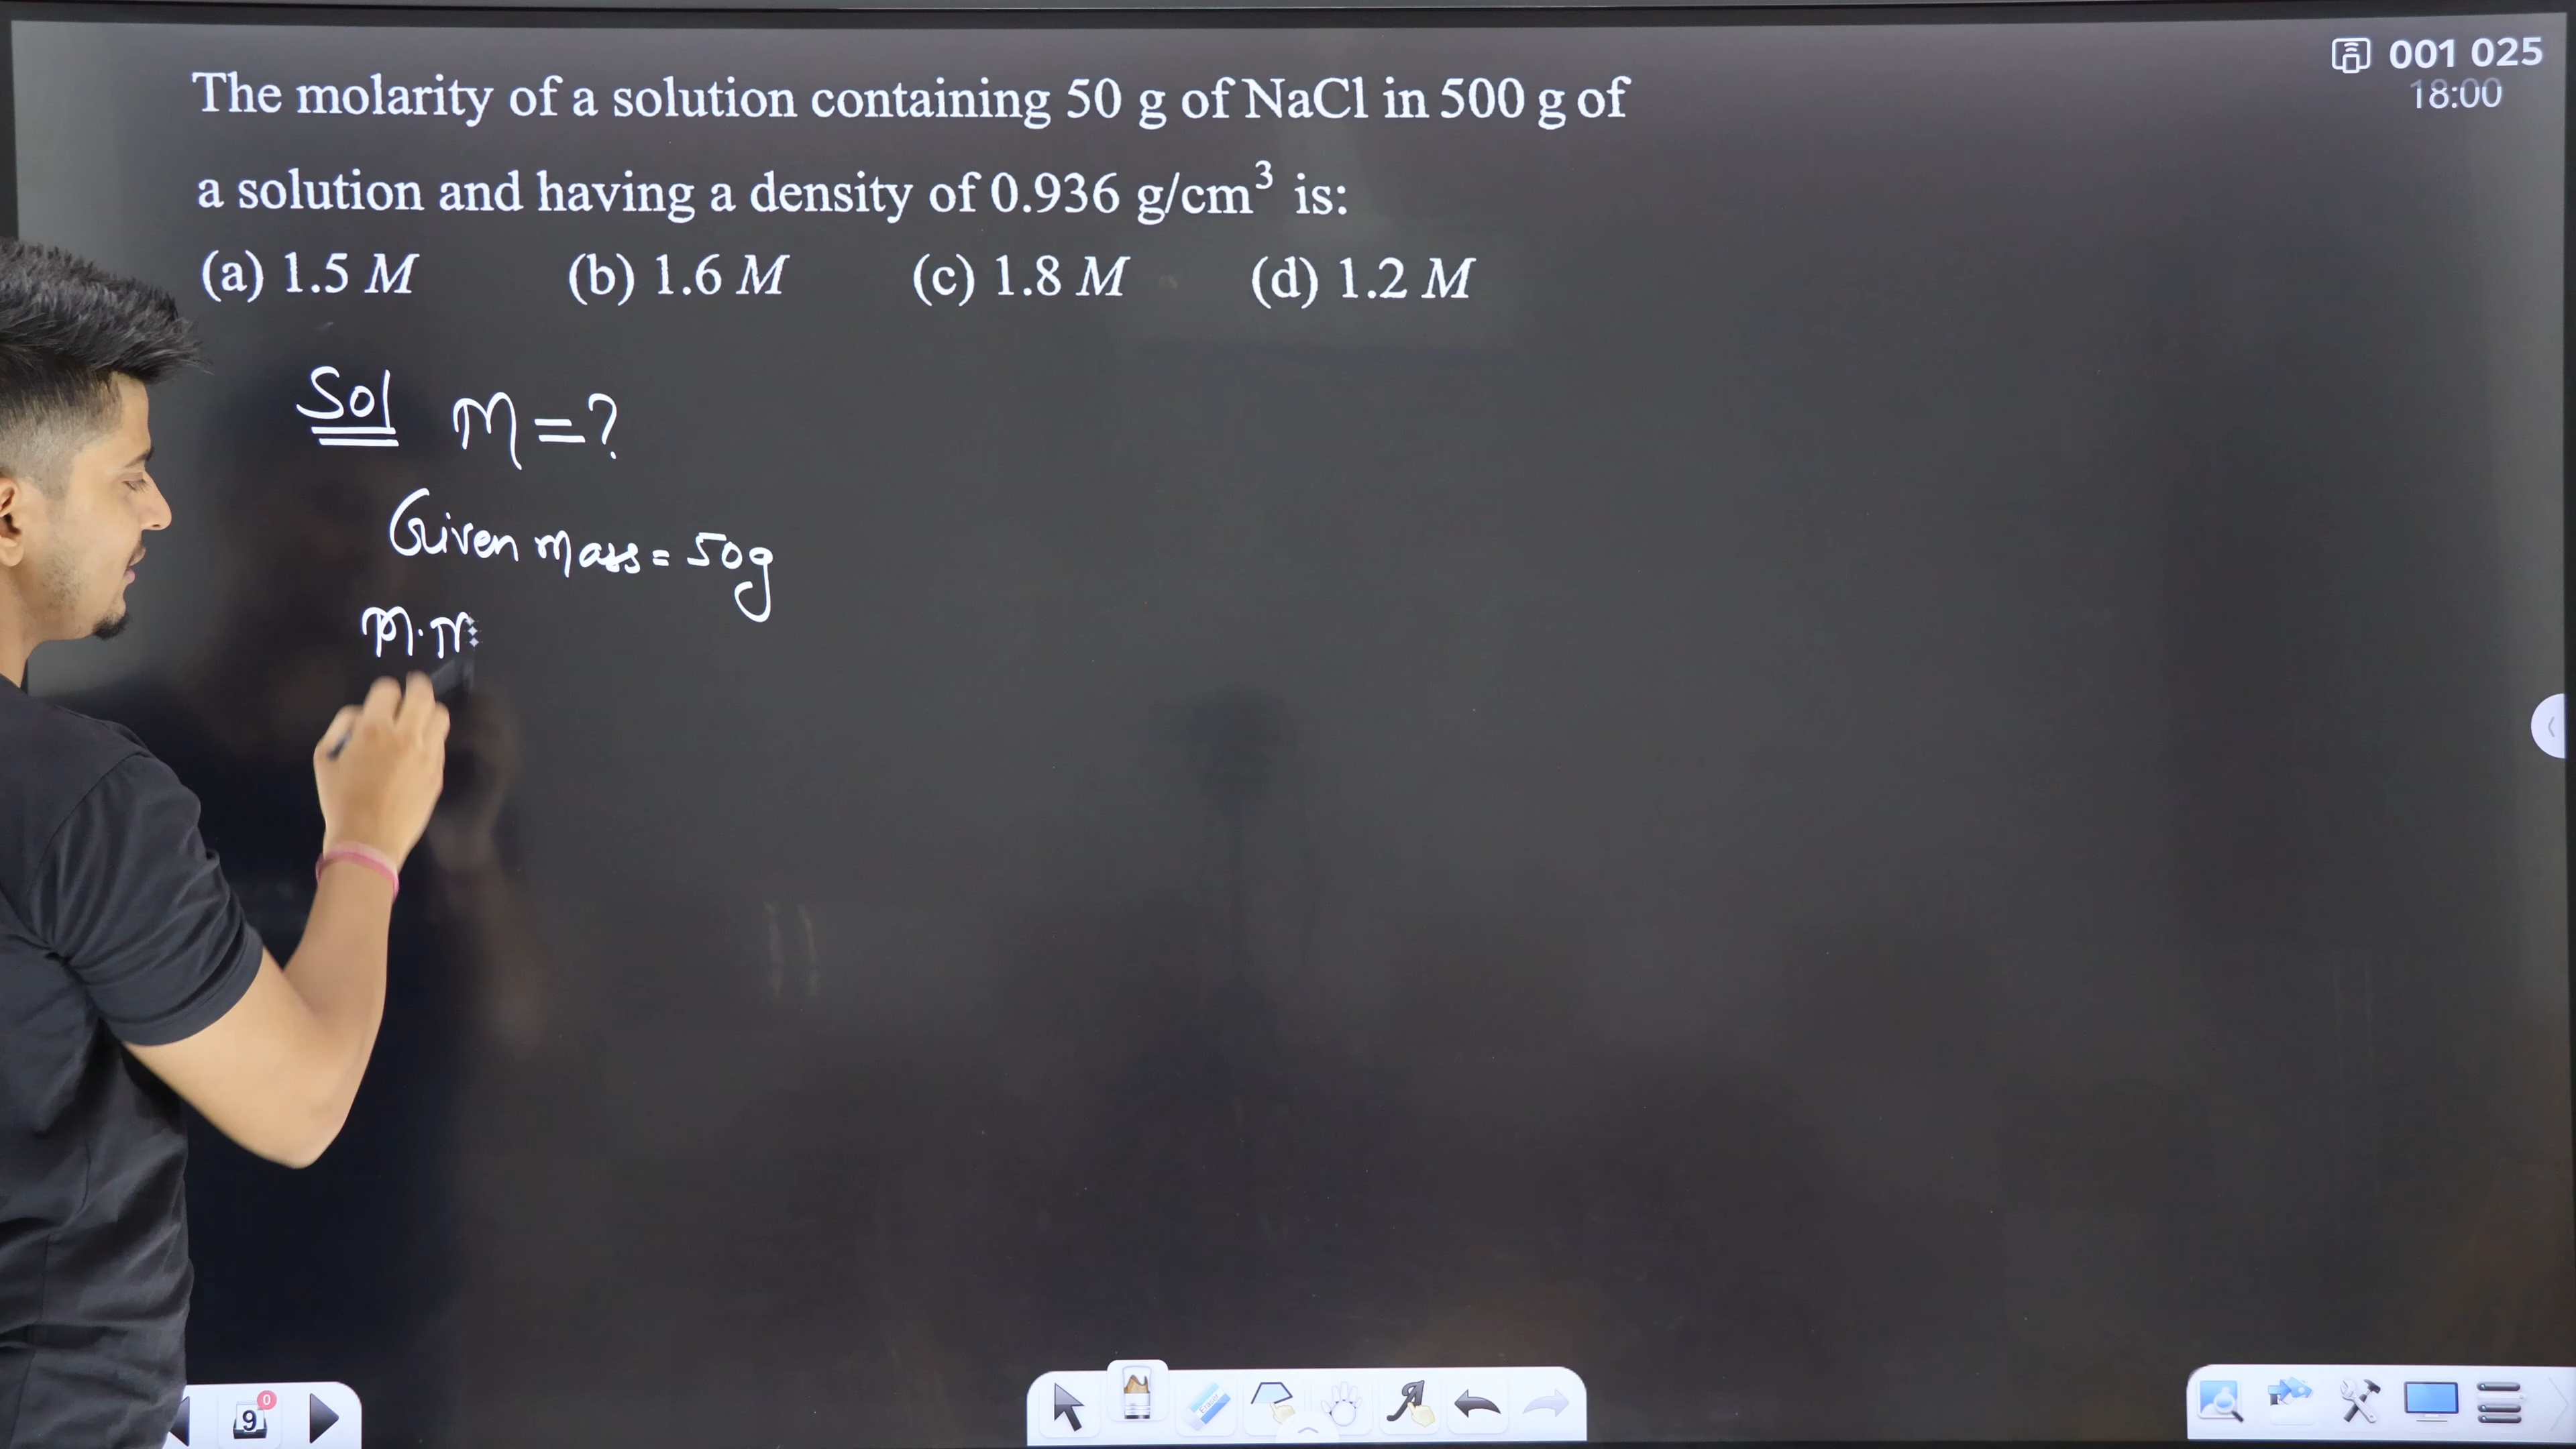 001 025
18:00
The molarity of a solution containing 50 g of NaCl in 500 g of
a solution and having a density of 0.936 g/cm³ is:
(a) 1.5 M (b) 1.6 M (c) 1.8 M (d) 1.2 M
Sol M = ?
Given mass = 50g
M.
9
0